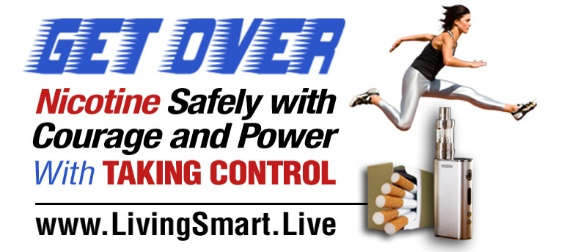 GET OVER
Nicotine Safely with
Courage and Power
With TAKING CONTROL
www.LivingSmart.Live